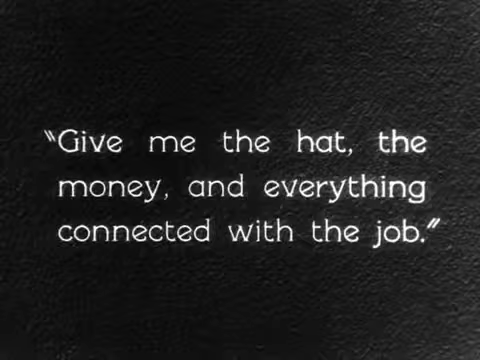 "Give me the hat, the
money, and everything
connected with the job."